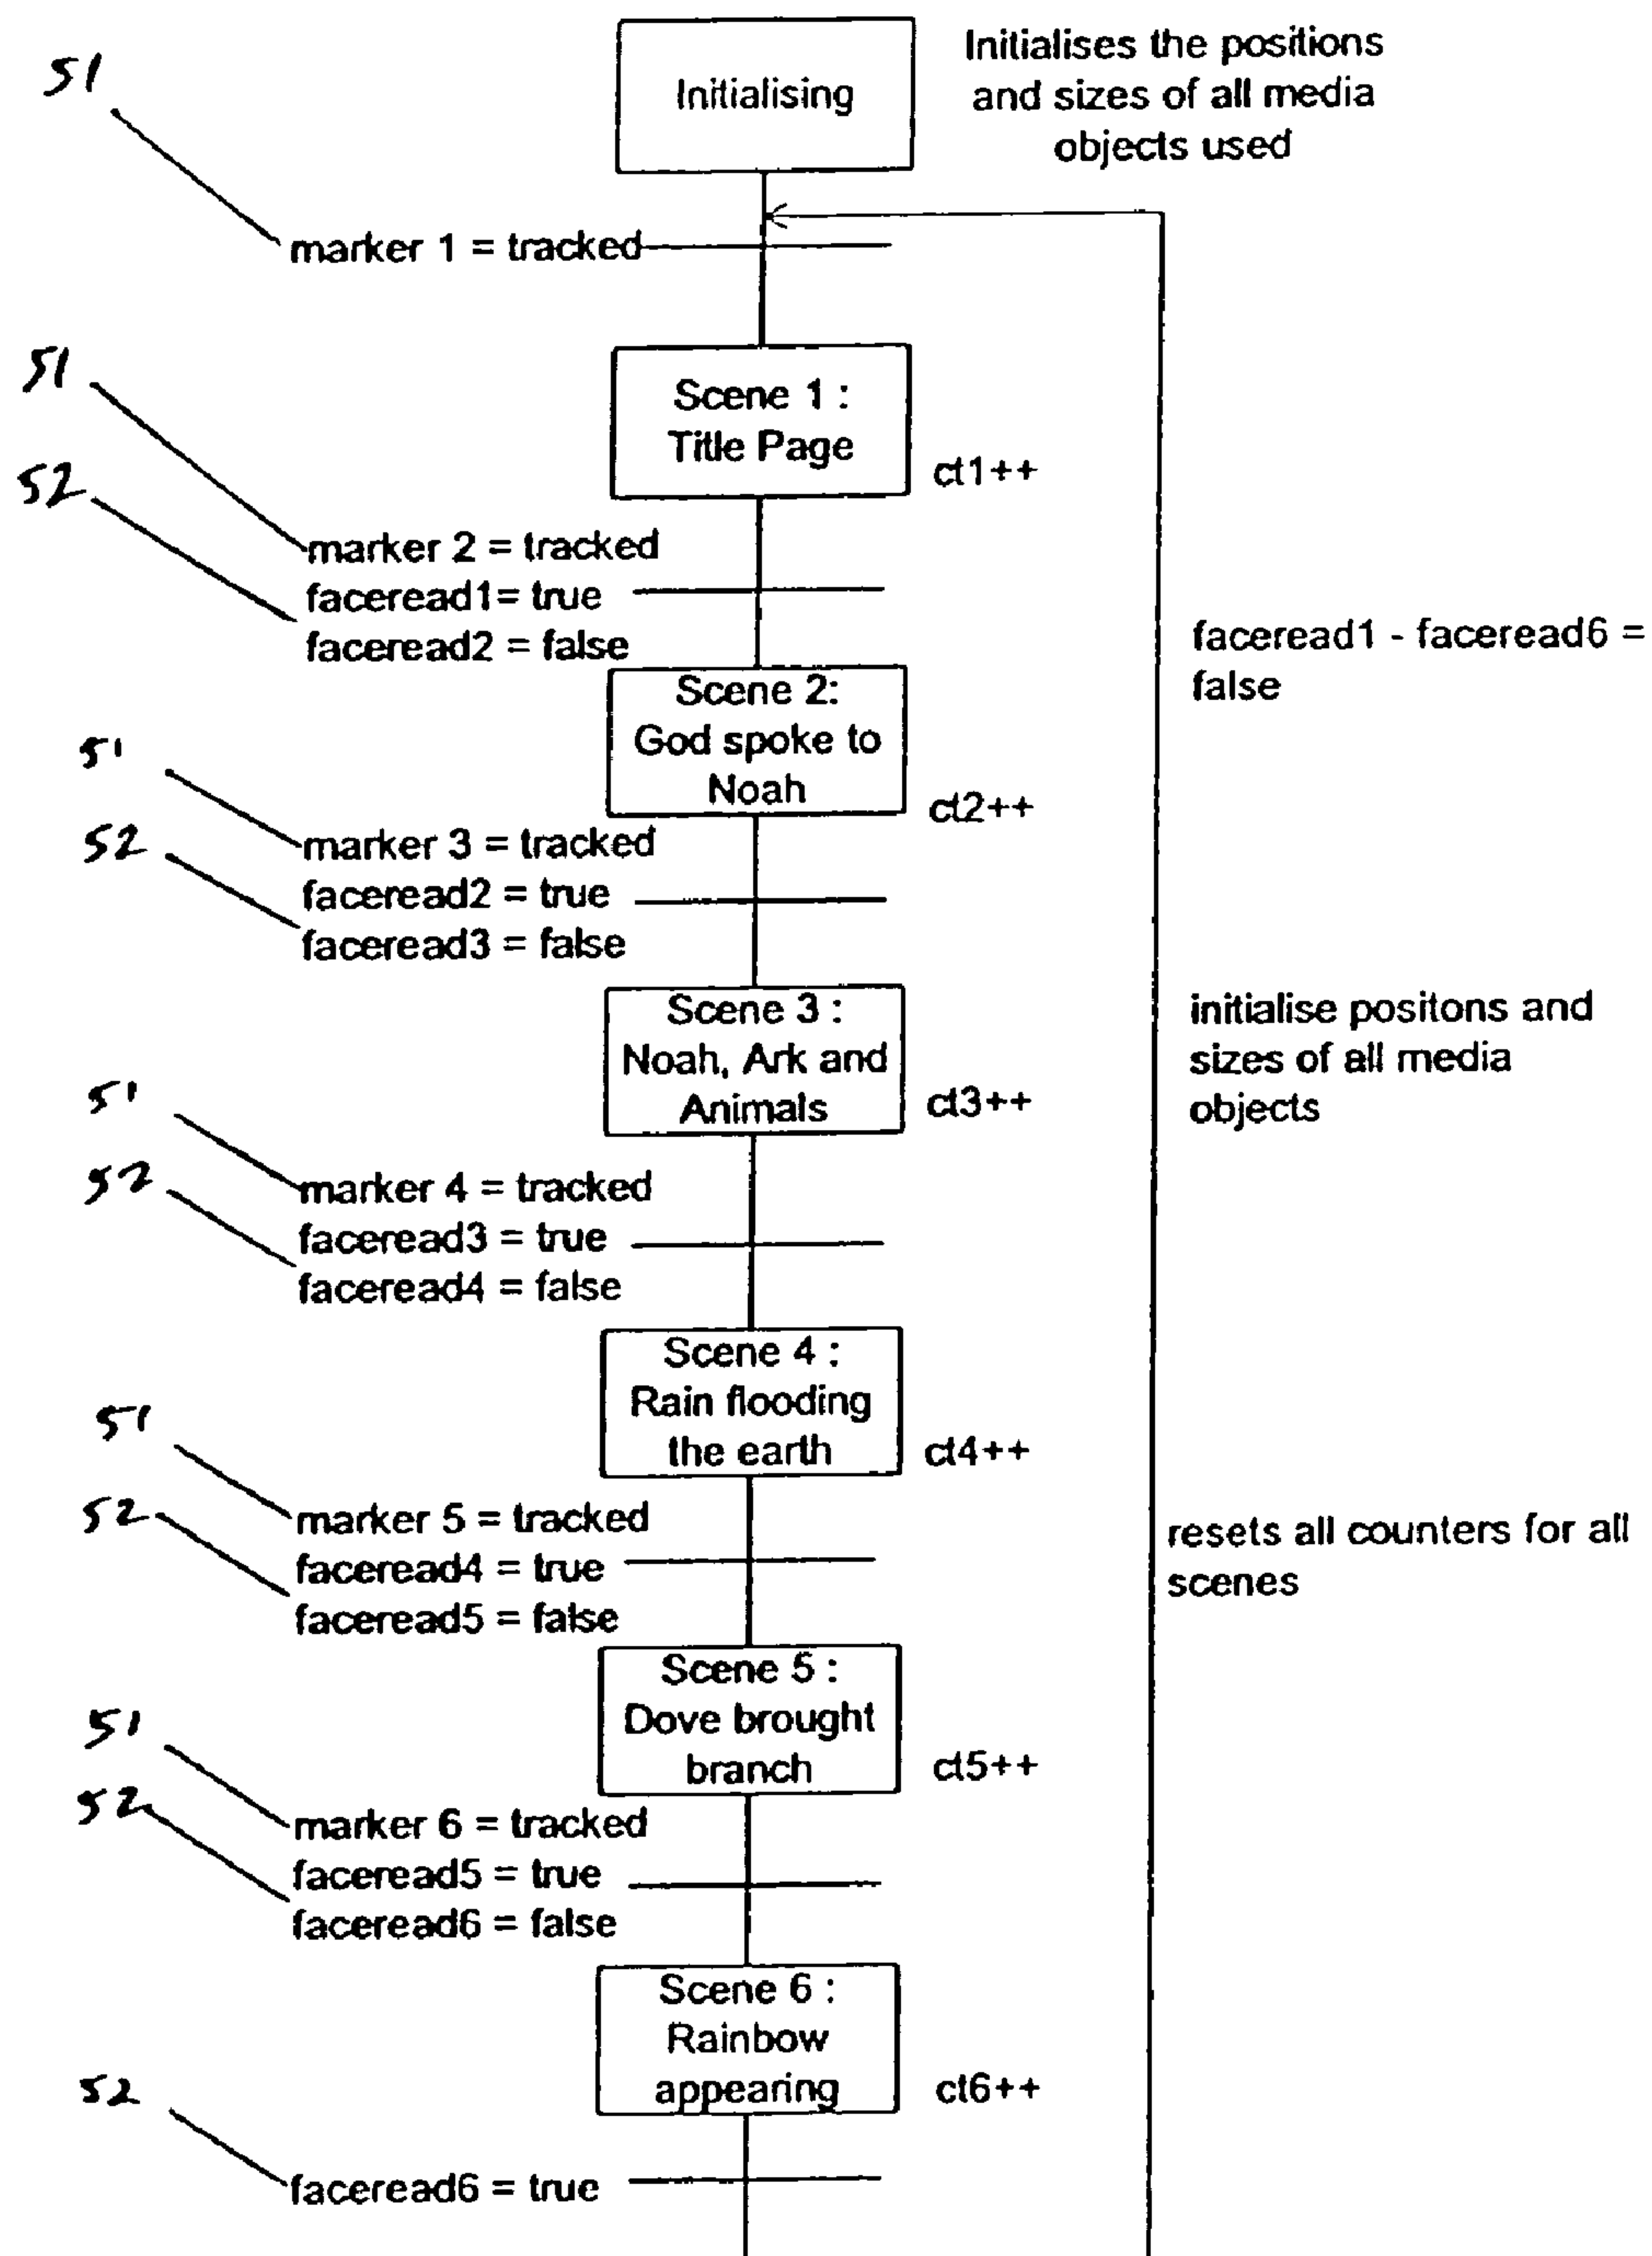 Initialising
Initialises the positions
and sizes of all media
objects used
51
marker 1 = tracked
Scene 1 :
Title Page
ct1++
51
52
marker 2 = tracked
faceread1= true
faceread2 = false
faceread1 - faceread6 =
false
Scene 2:
God spoke to
Noah
ct2++
51
52
marker 3 = tracked
faceread2 = true
faceread3 = false
Scene 3 :
Noah, Ark and
Animals
ct3++
initialise positons and
sizes of all media
objects
51
52
marker 4 = tracked
faceread3 = true
faceread4 = false
Scene 4 :
Rain flooding
the earth
ct4++
51
52
marker 5 = tracked
faceread4 = true
faceread5 = false
resets all counters for all
scenes
Scene 5 :
Dove brought
branch
ct5++
51
52
marker 6 = tracked
faceread5 = true
faceread6 = false
Scene 6 :
Rainbow
appearing
ct6++
52
faceread6 = true